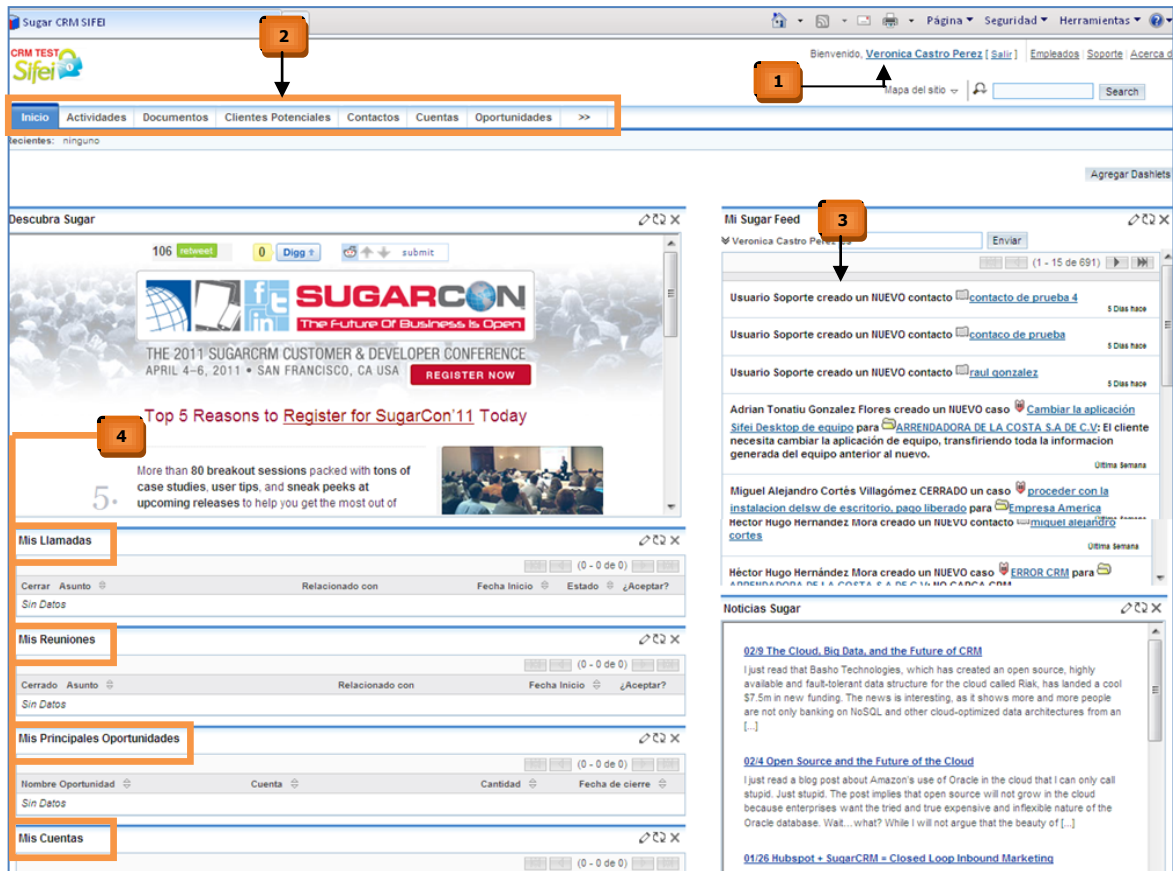 Sugar CRM SIFEI
Página Seguridad Herramientas
2
CRM TEST
Sifei
Bienvenido, Veronica Castro Perez [ Salir ] Empleados Soporte Acerca d
1
Mapa del sitio Search
Inicio Actividades Documentos Clientes Potenciales Contactos Cuentas Oportunidades >>
Recientes: ninguno
Agregar Dashlets
Descubra Sugar
106 retweet 0 Digg submit
SUGARCON
The Future Of Business Is Open
THE 2011 SUGARCRM CUSTOMER & DEVELOPER CONFERENCE
APRIL 4–6, 2011 • SAN FRANCISCO, CA USA REGISTER NOW
Top 5 Reasons to Register for SugarCon'11 Today
4
More than 80 breakout sessions packed with tons of
case studies, user tips, and sneak peeks at
5. upcoming releases to help you get the most out of
Mis Llamadas
(0 - 0 de 0)
Cerrar Asunto Relacionado con Fecha Inicio Estado ¿Aceptar?
Sin Datos
Mis Reuniones
(0 - 0 de 0)
Cerrado Asunto Relacionado con Fecha Inicio ¿Aceptar?
Sin Datos
Mis Principales Oportunidades
(0 - 0 de 0)
Nombre Oportunidad Cuenta Cantidad Fecha de cierre
Sin Datos
Mis Cuentas
(0 - 0 de 0)
Mi Sugar Feed
3
Veronica Castro Perez es Enviar
(1 - 15 de 691)
Usuario Soporte creado un NUEVO contacto contacto de prueba 4
5 Dias hace
Usuario Soporte creado un NUEVO contacto contaco de prueba
5 Dias hace
Usuario Soporte creado un NUEVO contacto raul gonzalez
5 Dias hace
Adrian Tonatiu Gonzalez Flores creado un NUEVO caso Cambiar la aplicación
Sifei Desktop de equipo para ARRENDADORA DE LA COSTA S.A DE C.V: El cliente
necesita cambiar la aplicación de equipo, transfiriendo toda la informacion
generada del equipo anterior al nuevo.
Última Semana
Miguel Alejandro Cortés Villagómez CERRADO un caso proceder con la
instalacion delsw de escritorio, pago liberado para Empresa America
Héctor Hugo Hernández Mora creado un NUEVO contacto miguel alejandro
cortes
Última Semana
Héctor Hugo Hernández Mora creado un NUEVO caso ERROR CRM para
ARRENDADORA DE LA COSTA S.A DE C.V: NO CARGA CRM
Noticias Sugar
02/9 The Cloud, Big Data, and the Future of CRM
I just read that Basho Technologies, which has created an open source, highly
available and fault-tolerant data structure for the cloud called Riak, has landed a cool
$7.5m in new funding. The news is interesting, as it shows more and more people
are not only banking on NoSQL and other cloud-optimized data architectures from an
[...]
02/4 Open Source and the Future of the Cloud
I just read a blog post about Amazon's use of Oracle in the cloud that I can only call
stupid. Just stupid. The post implies that open source will not grow in the cloud
because enterprises want the tried and true expensive and inflexible nature of the
Oracle database. Wait…what? While I will not argue that the beauty of [...]
01/26 Hubspot + SugarCRM = Closed Loop Inbound Marketing